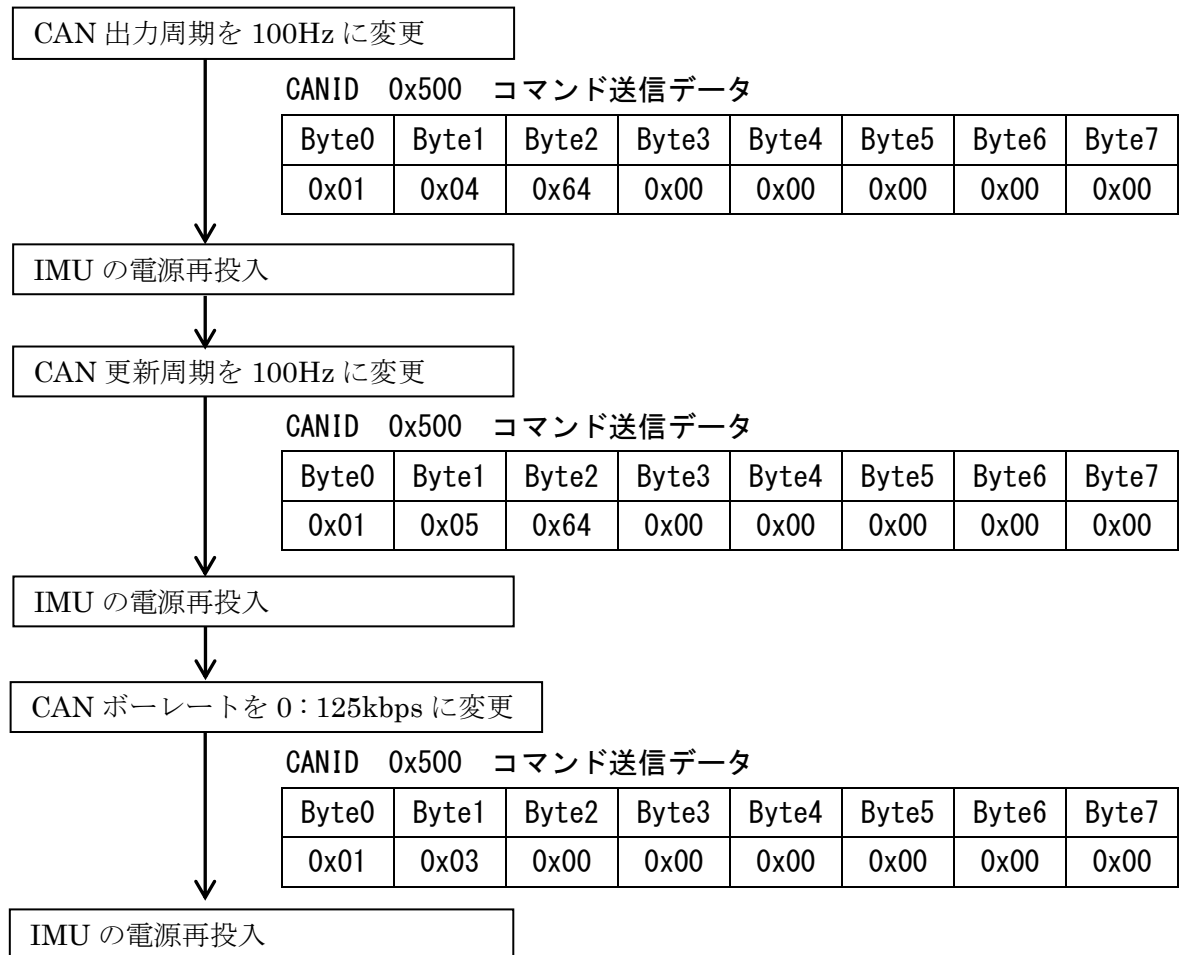 CAN 出力周期を 100Hz に変更
CANID 0x500 コマンド送信データ
Byte0 Byte1 Byte2 Byte3 Byte4 Byte5 Byte6 Byte7
0x01 0x04 0x64 0x00 0x00 0x00 0x00 0x00
IMU の電源再投入
CAN 更新周期を 100Hz に変更
CANID 0x500 コマンド送信データ
Byte0 Byte1 Byte2 Byte3 Byte4 Byte5 Byte6 Byte7
0x01 0x05 0x64 0x00 0x00 0x00 0x00 0x00
IMU の電源再投入
CAN ボーレートを 0：125kbps に変更
CANID 0x500 コマンド送信データ
Byte0 Byte1 Byte2 Byte3 Byte4 Byte5 Byte6 Byte7
0x01 0x03 0x00 0x00 0x00 0x00 0x00 0x00
IMU の電源再投入